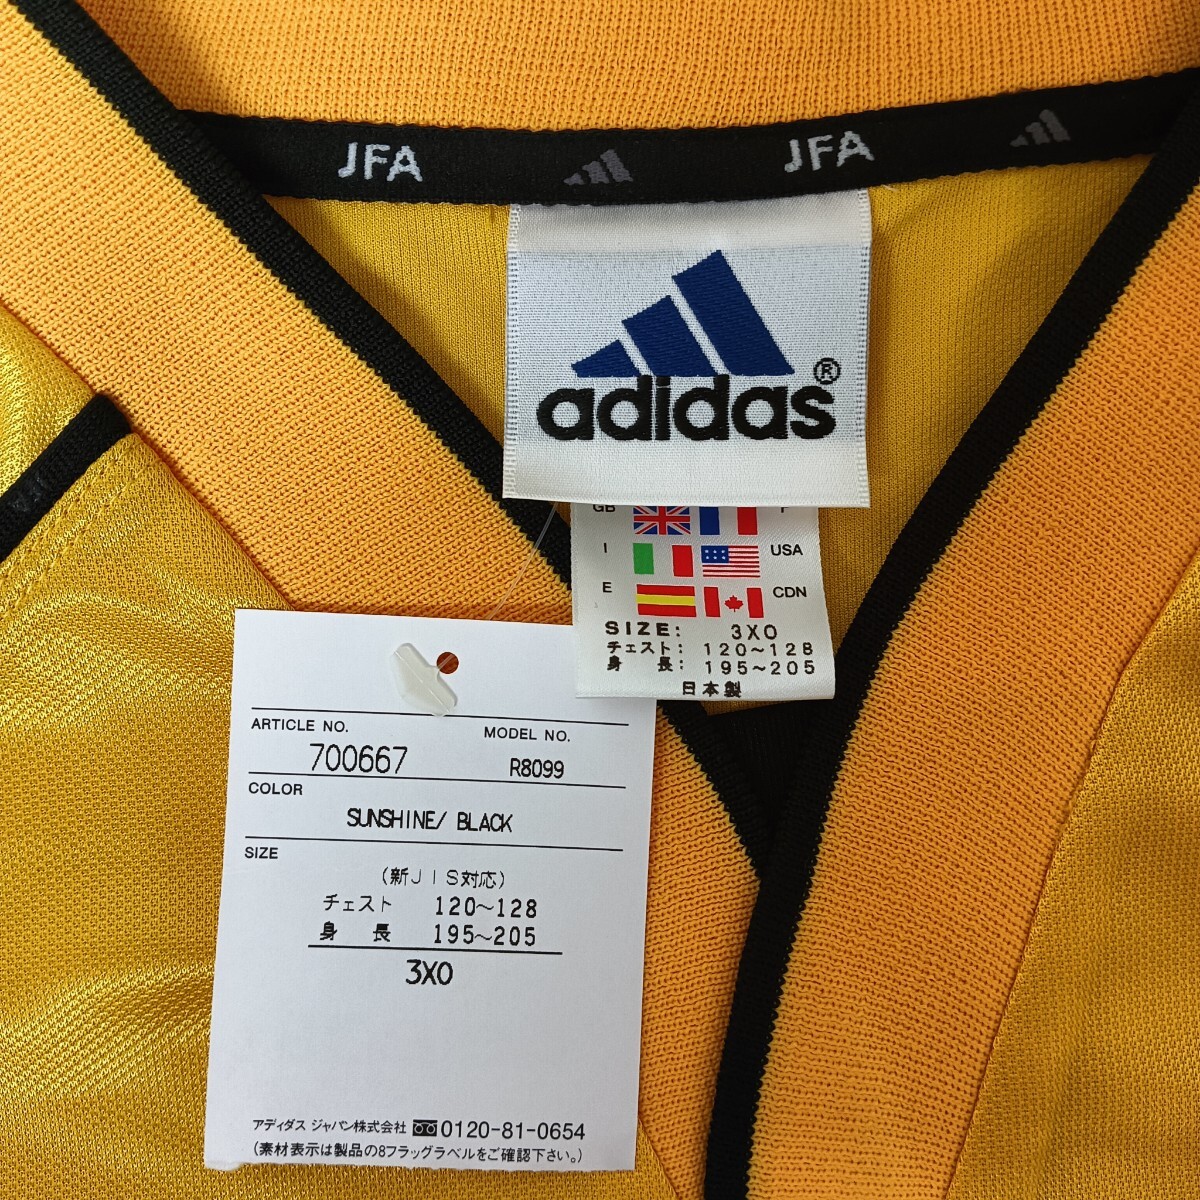 JFA JFA
adidas®
GB F
I USA
E CDN
SIZE: 3XO
チェスト: 120~128
身 長: 195~205
日本製
ARTICLE NO. MODEL NO.
700667 R8099
COLOR
SUNSHINE/ BLACK
SIZE
(新JIS対応)
チェスト 120~128
身 長 195~205
3XO
アディダス ジャパン株式会社 0120-81-0654
(素材表示は製品の8フラッグラベルをご確認下さい。)